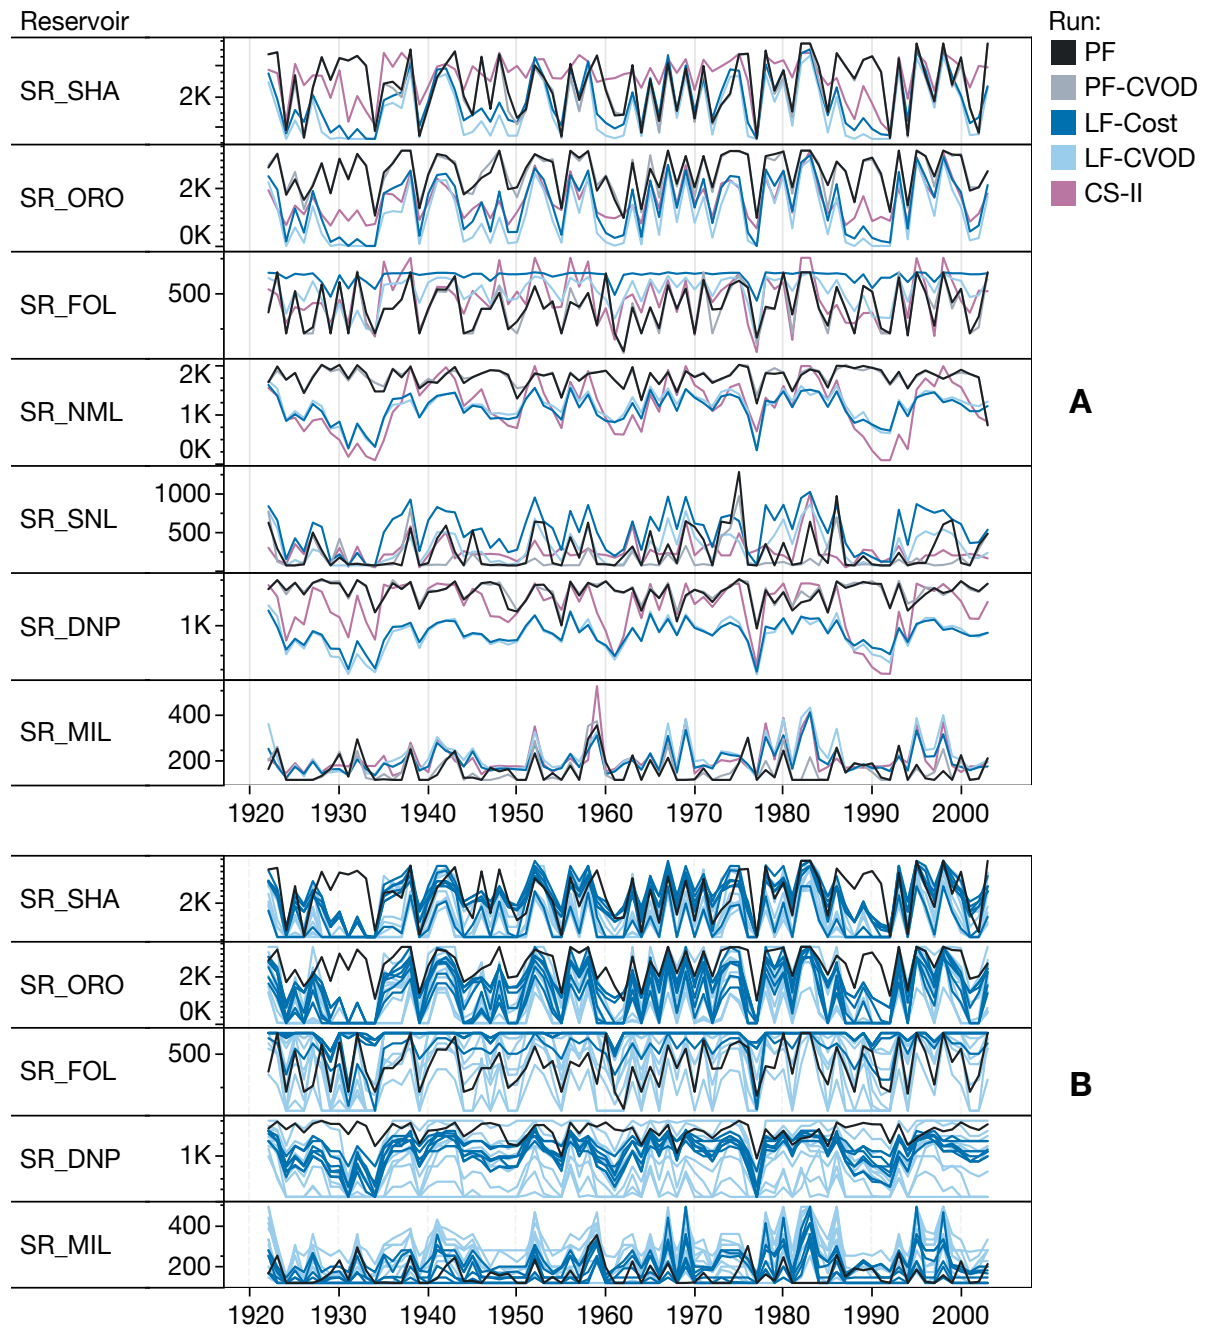 Reservoir
Run:
PF
PF-CVOD
LF-Cost
LF-CVOD
CS-II
SR_SHA
2K
SR_ORO
2K
0K
SR_FOL
500
SR_NML
2K
1K
0K
A
SR_SNL
1000
500
SR_DNP
1K
SR_MIL
400
200
1920 1930 1940 1950 1960 1970 1980 1990 2000
SR_SHA
2K
SR_ORO
2K
0K
SR_FOL
500
B
SR_DNP
1K
SR_MIL
400
200
1920 1930 1940 1950 1960 1970 1980 1990 2000